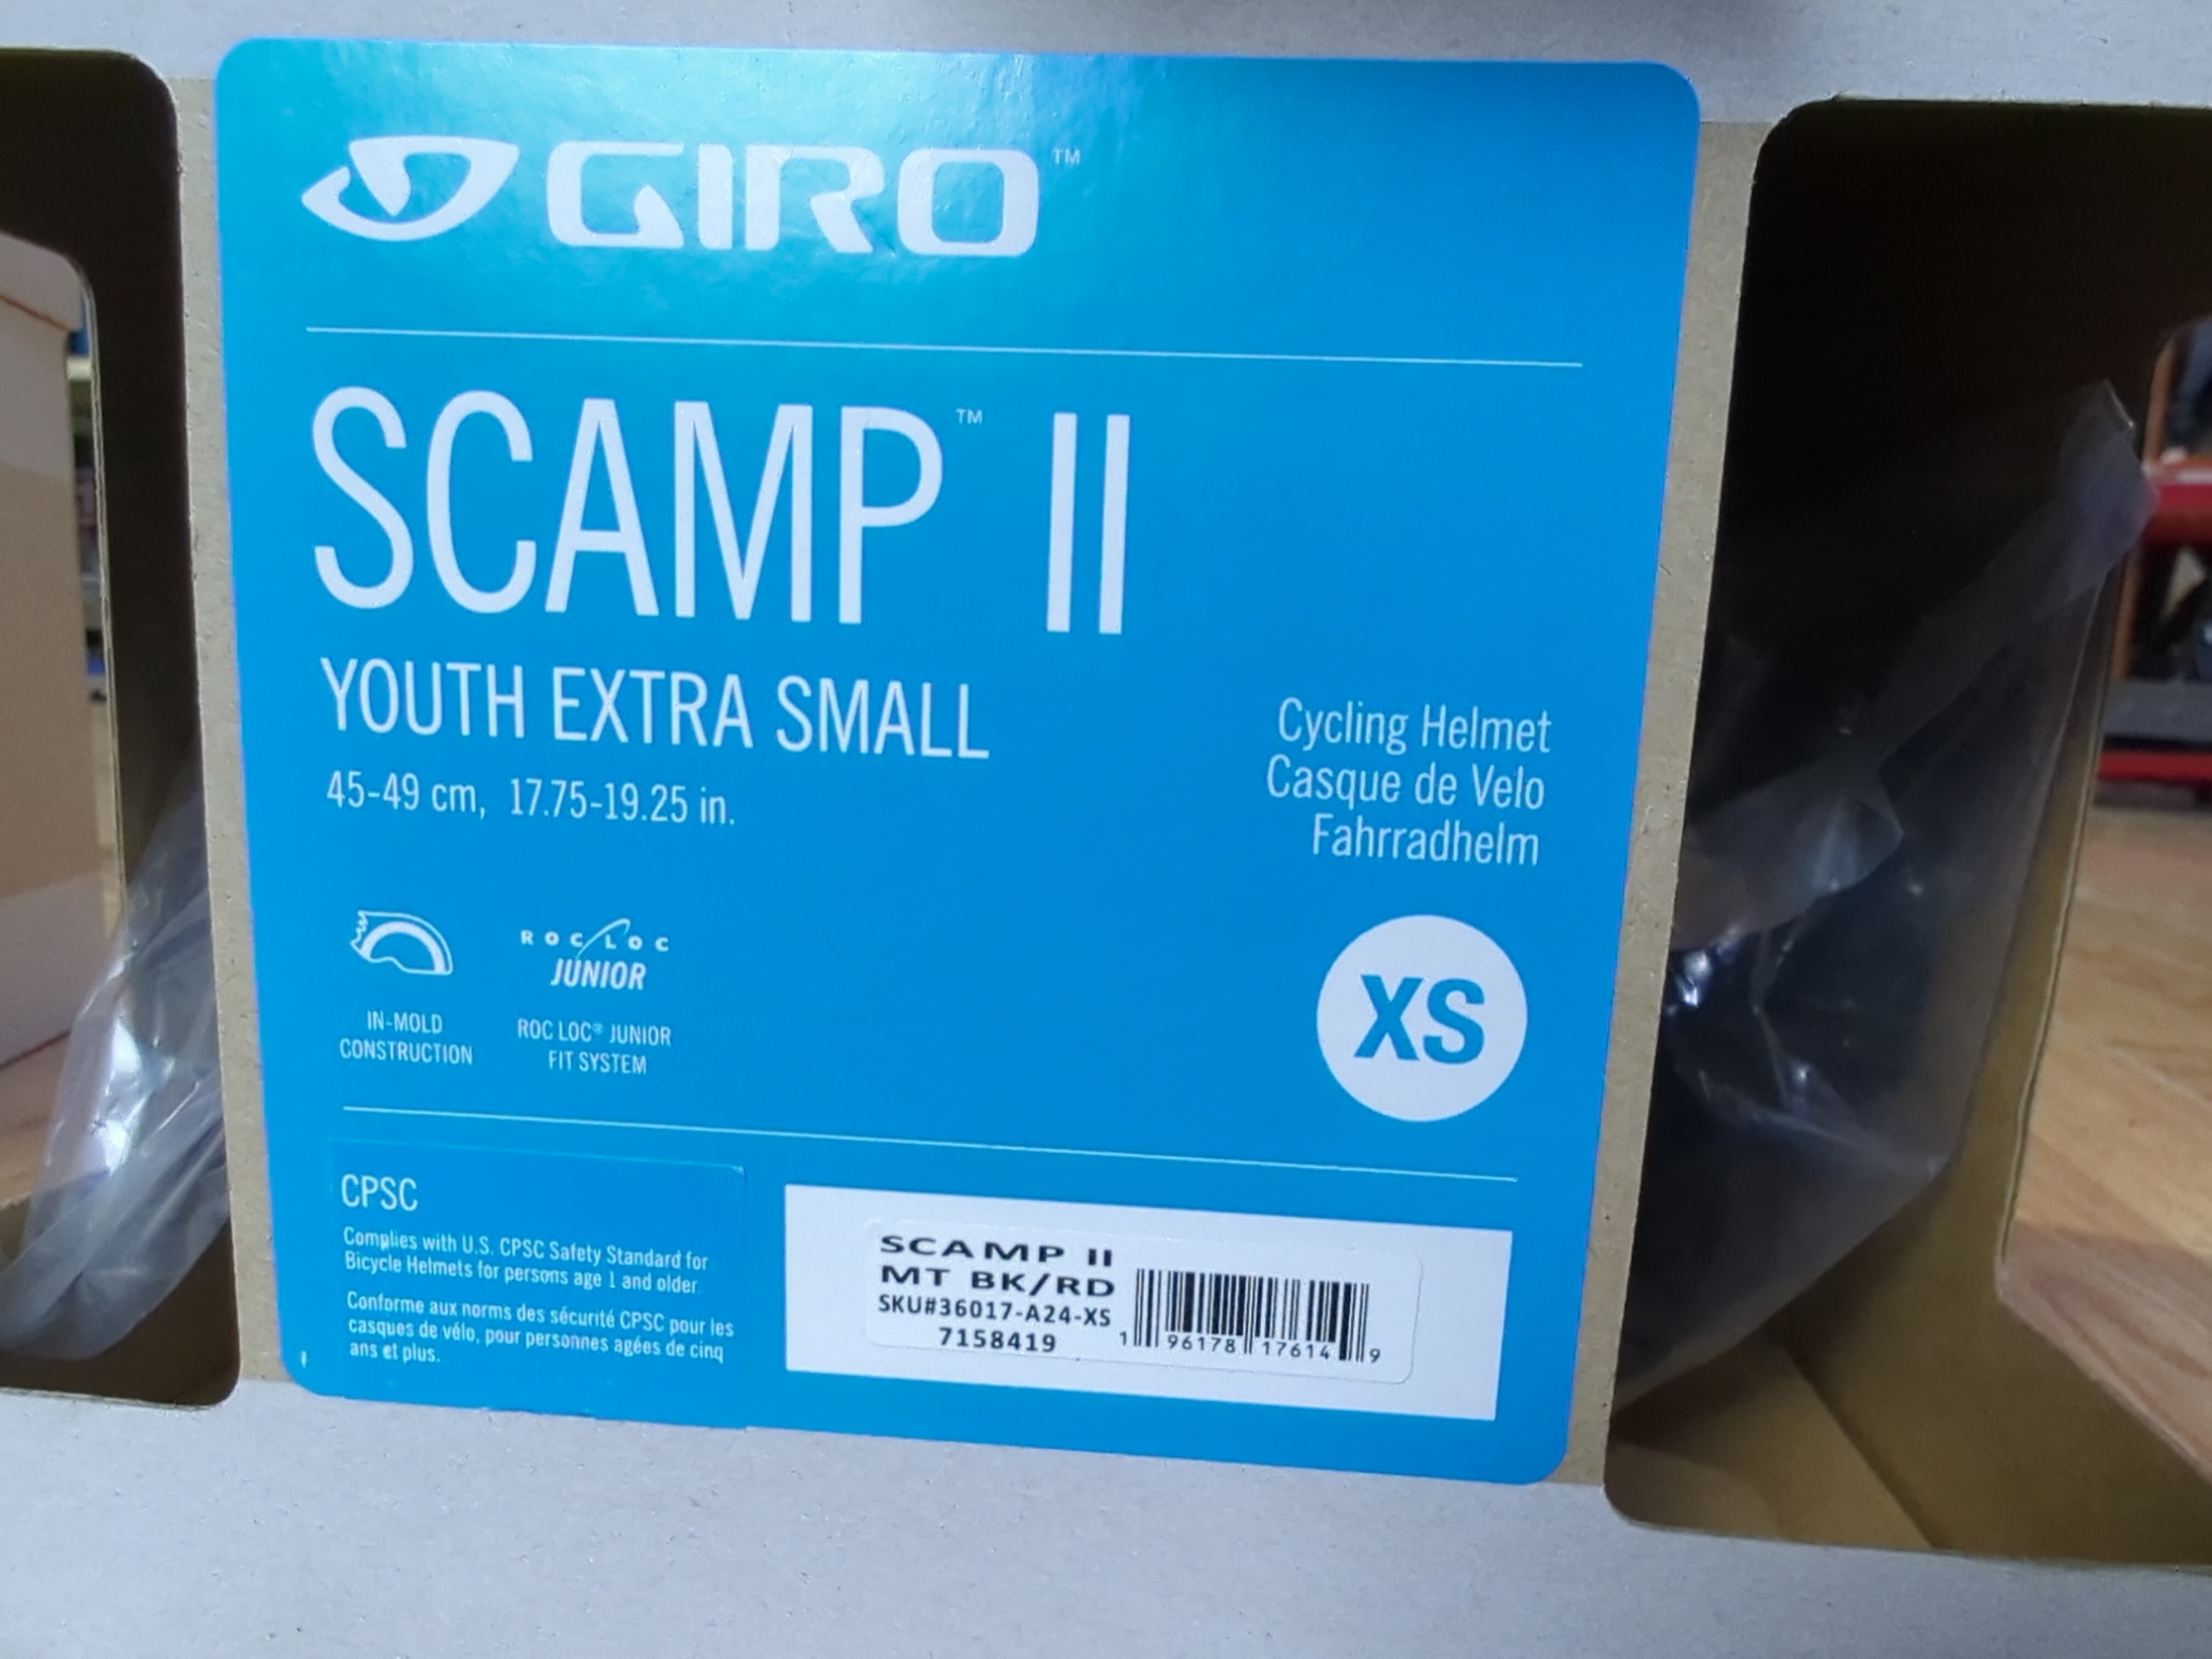 GIRO™
SCAMP™ II
YOUTH EXTRA SMALL
45-49 cm, 17.75-19.25 in.
Cycling Helmet
Casque de Velo
Fahrradhelm
ROC LOC
JUNIOR
IN-MOLD
CONSTRUCTION
ROC LOC® JUNIOR
FIT SYSTEM
XS
CPSC
Complies with U.S. CPSC Safety Standard for
Bicycle Helmets for persons age 1 and older.
Conforme aux norms des sécurité CPSC pour les
casques de vélo, pour personnes agées de cinq
ans et plus.
SCAMP II
MT BK/RD
SKU#36017-A24-XS
7158419
1 96178 17614 9